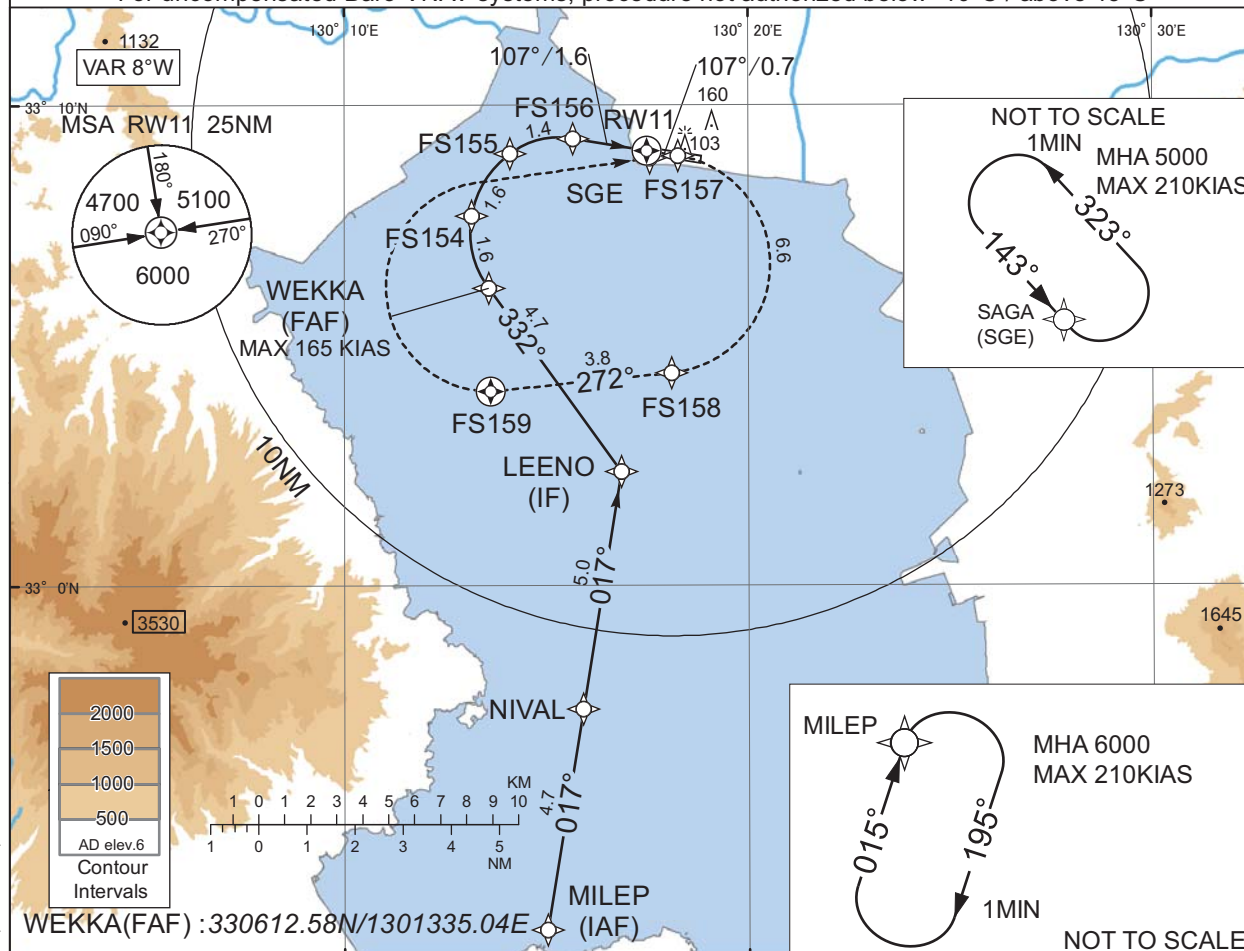 130° 10'E
130° 20'E
130° 30'E
1132
VAR 8°W
107°/1.6
107°/0.7
33° 10'N
MSA RW11 25NM
FS156
RW11
160
103
FS155
1.4
SGE
FS157
180°
4700
5100
090°
270°
6000
1.6
FS154
1.6
6.6
WEKKA
(FAF)
MAX 165 KIAS
4.7
332°
3.8
272°
FS159
FS158
NOT TO SCALE
1MIN
MHA 5000
MAX 210KIAS
323°
143°
SAGA
(SGE)
10NM
LEENO
(IF)
1273
5.0
017°
33° 0'N
3530
1645
NIVAL
2000
1500
1000
500
AD elev.6
Contour
Intervals
KM
1 0 1 2 3 4 5 6 7 8 9 10
1 0 1 2 3 4 5
NM
4.7
017°
MILEP
(IAF)
WEKKA(FAF) :330612.58N/1301335.04E
MILEP
MHA 6000
MAX 210KIAS
015°
195°
1MIN
NOT TO SCALE